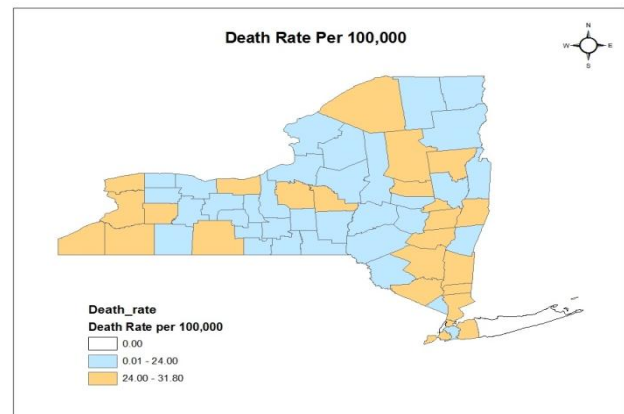 Death Rate Per 100,000
N
W E
S
Death_rate
Death Rate per 100,000
0.00
0.01 - 24.00
24.00 - 31.80